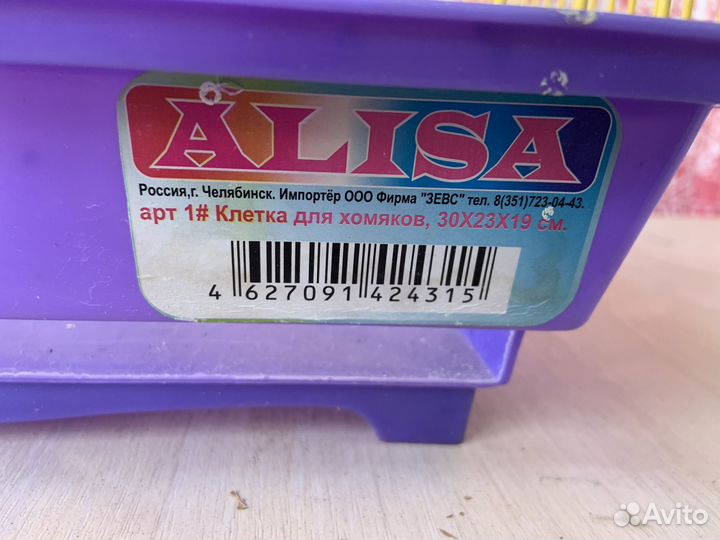 ALISA
Россия,г. Челябинск. Импортёр ООО Фирма "ЗЕВС" тел. 8(351)723-04-43.
арт 1# Клетка для хомяков, 30X23X19 см.
4 627091 424315
Avito